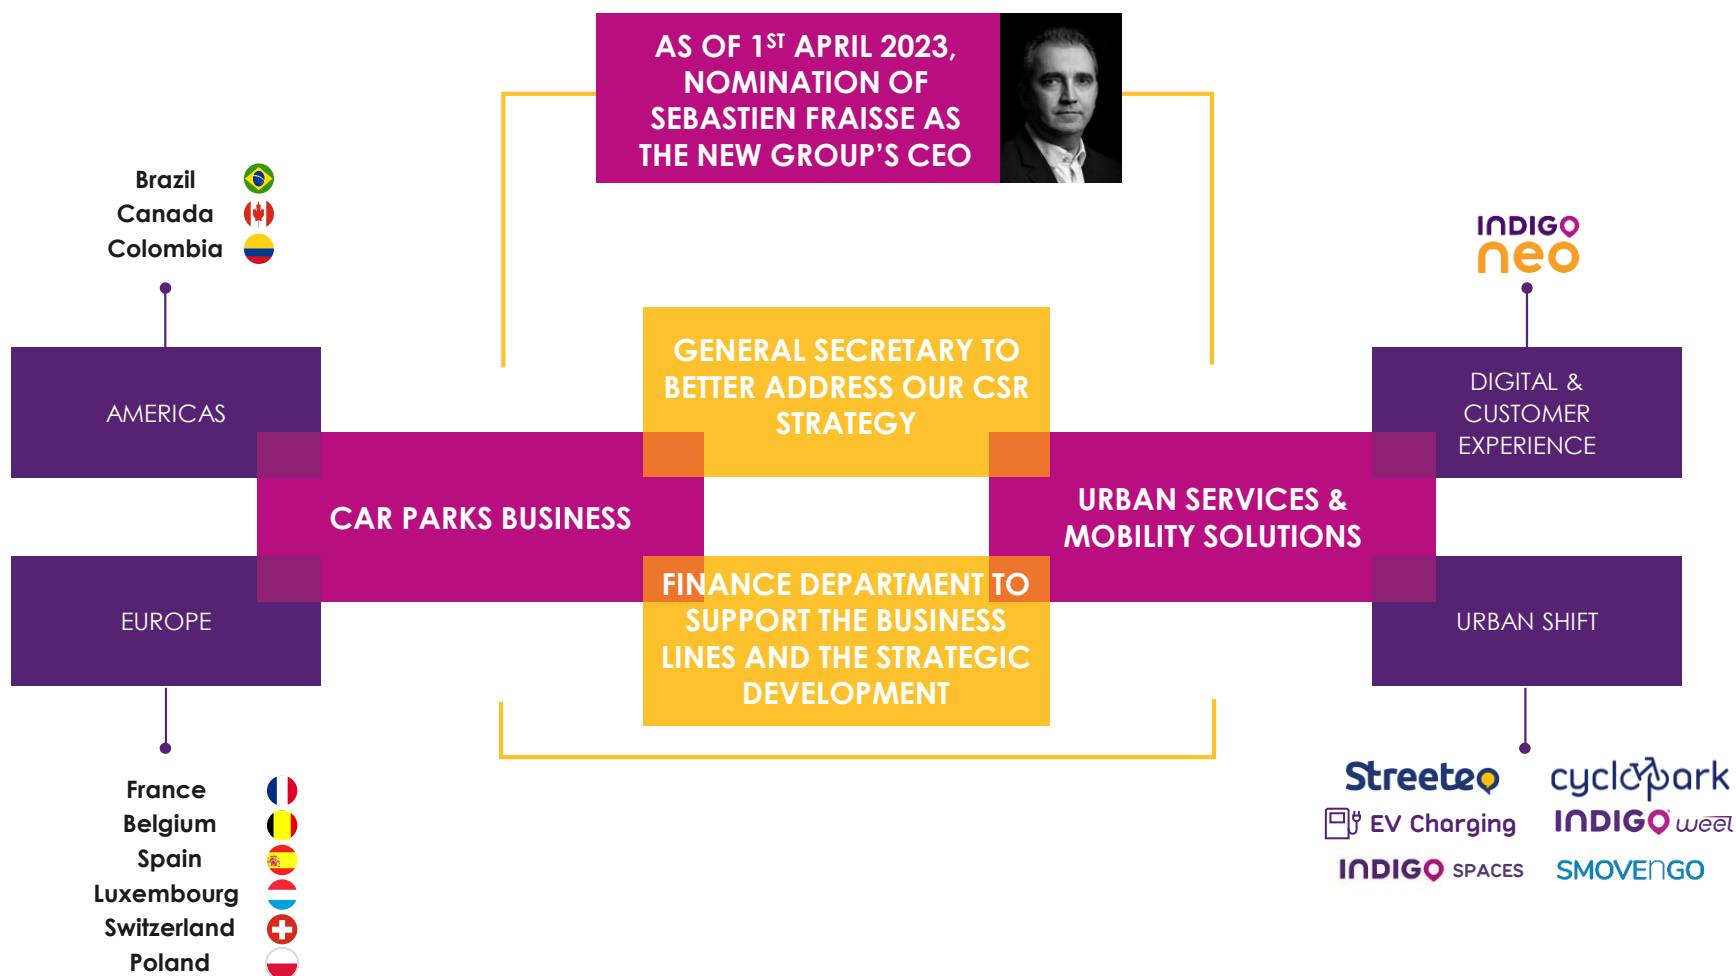 AS OF 1ST APRIL 2023,
NOMINATION OF
SEBASTIEN FRAISSE AS
THE NEW GROUP'S CEO
Brazil
Canada
Colombia
INDIGO
neo
AMERICAS
GENERAL SECRETARY TO
BETTER ADDRESS OUR CSR
STRATEGY
DIGITAL &
CUSTOMER
EXPERIENCE
CAR PARKS BUSINESS
URBAN SERVICES &
MOBILITY SOLUTIONS
EUROPE
FINANCE DEPARTMENT TO
SUPPORT THE BUSINESS
LINES AND THE STRATEGIC
DEVELOPMENT
URBAN SHIFT
France
Belgium
Spain
Luxembourg
Switzerland
Poland
Streeteo
cyclopark
EV Charging
INDIGO weel
INDIGO SPACES
SMOVENGO